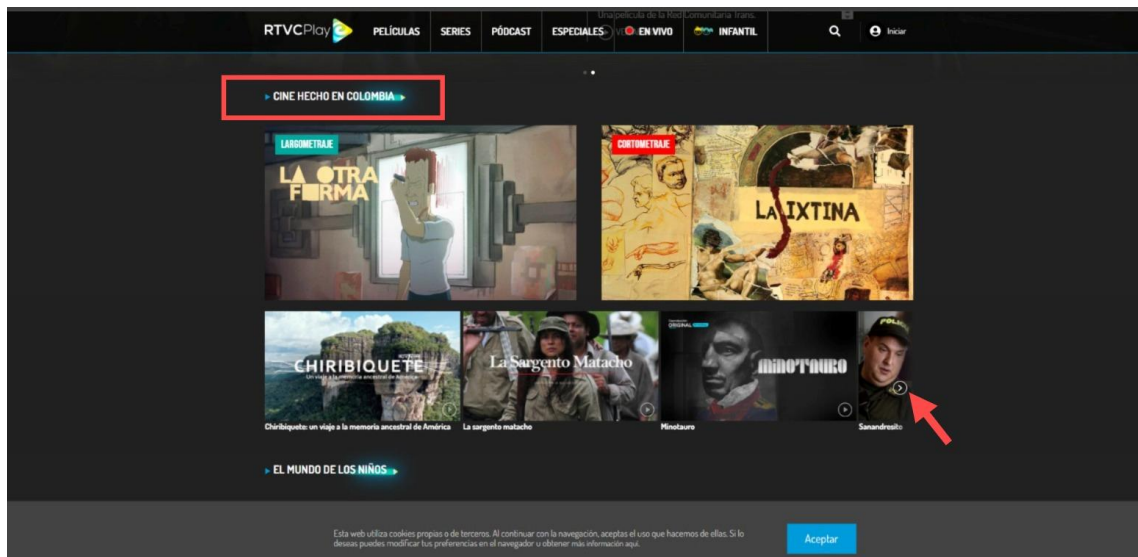 Una película de la Red Comunitaria Trans.
RTVCPlay PELÍCULAS SERIES PÓDCAST ESPECIALES EN VIVO INFANTIL Iniciar
CINE HECHO EN COLOMBIA
LARGOMETRAJE
LA OTRA
FORMA
CORTOMETRAJE
LA IXTINA
CHIRIBIQUETE
Un viaje a la memoria ancestral de América
La Sargento Matacho
ORIGINAL
MINOTAURO
POLICÍA
Chiribiquete: un viaje a la memoria ancestral de América La sargento matacho Minotauro Sanandresito
EL MUNDO DE LOS NIÑOS
Esta web utiliza cookies propias o de terceros. Al continuar con la navegación, aceptas el uso que hacemos de ellas. Si lo
deseas puedes modificar tus preferencias en el navegador u obtener más información aquí.
Aceptar